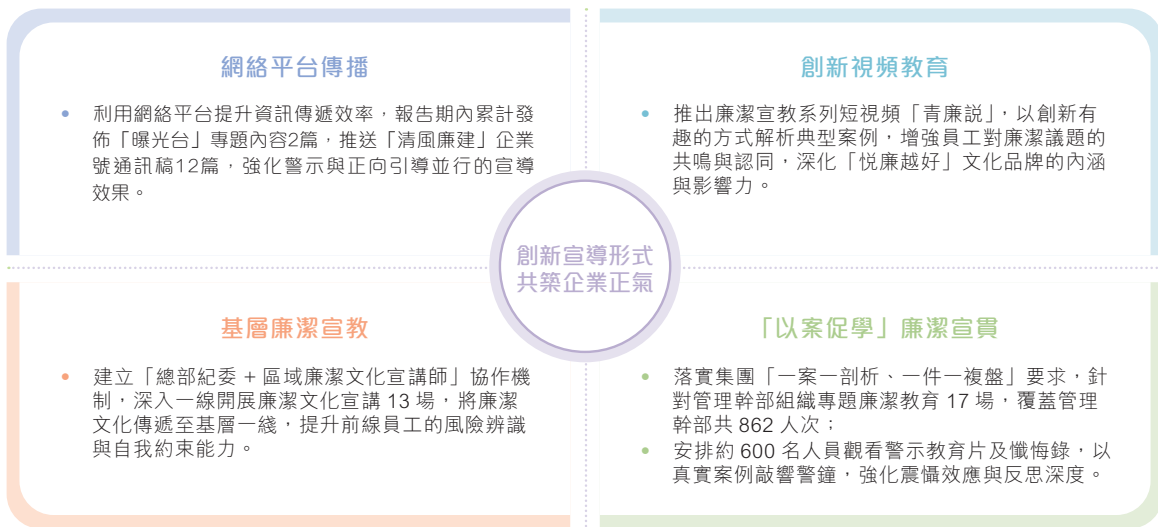 網絡平台傳播
• 利用網絡平台提升資訊傳遞效率，報告期內累計發
佈「曝光台」專題內容2篇，推送「清風廉建」企業
號通訊稿12篇，強化警示與正向引導並行的宣導
效果。
創新視頻教育
• 推出廉潔宣教系列短視頻「青廉説」，以創新有
趣的方式解析典型案例，增強員工對廉潔議題的
共鳴與認同，深化「悦廉越好」文化品牌的內涵
與影響力。
創新宣導形式
共築企業正氣
基層廉潔宣教
• 建立「總部紀委 + 區域廉潔文化宣講師」協作機
制，深入一線開展廉潔文化宣講 13 場，將廉潔
文化傳遞至基層一綫，提升前線員工的風險辨識
與自我約束能力。
「以案促學」廉潔宣貫
• 落實集團「一案一剖析、一件一複盤」要求，針
對管理幹部組織專題廉潔教育 17 場，覆蓋管理
幹部共 862 人次；
• 安排約 600 名人員觀看警示教育片及懺悔錄，以
真實案例敲響警鐘，強化震懾效應與反思深度。